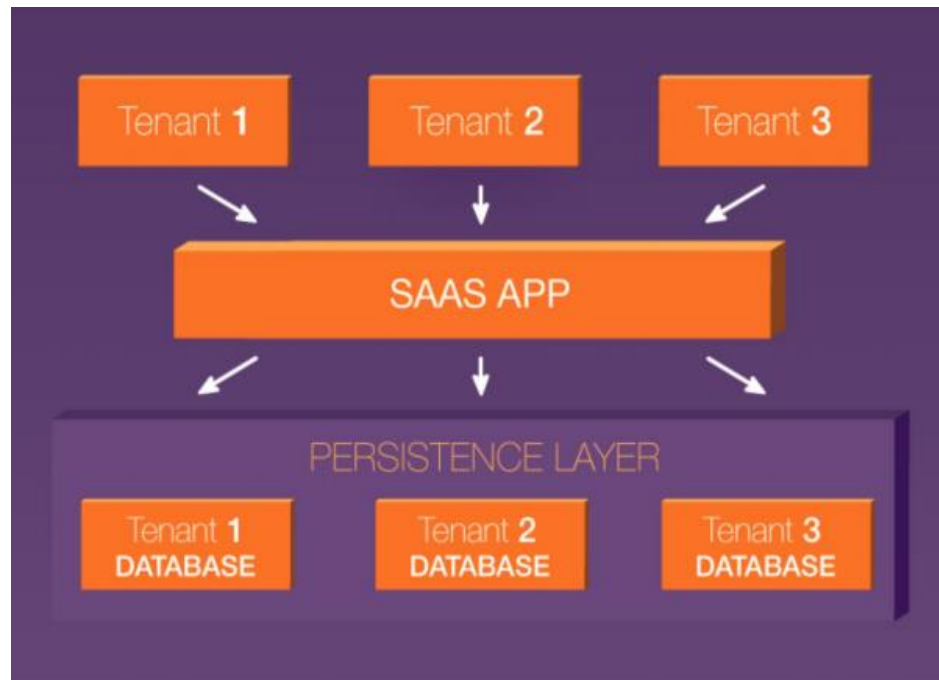 Tenant 1
Tenant 2
Tenant 3
SAAS APP
PERSISTENCE LAYER
Tenant 1
DATABASE
Tenant 2
DATABASE
Tenant 3
DATABASE